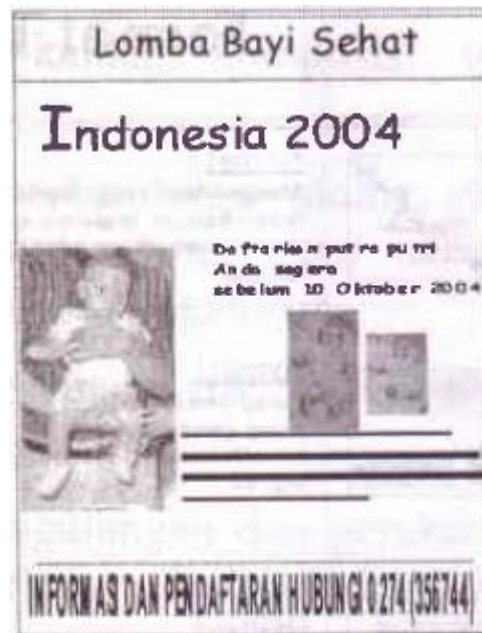 Lomba Bayi Sehat
Indonesia 2004
Daftarkan putra putri
Anda segera
sebelum 10 Oktober 2004
INFORMASI DAN PENDAFTARAN HUBUNGI 0274 (356744)